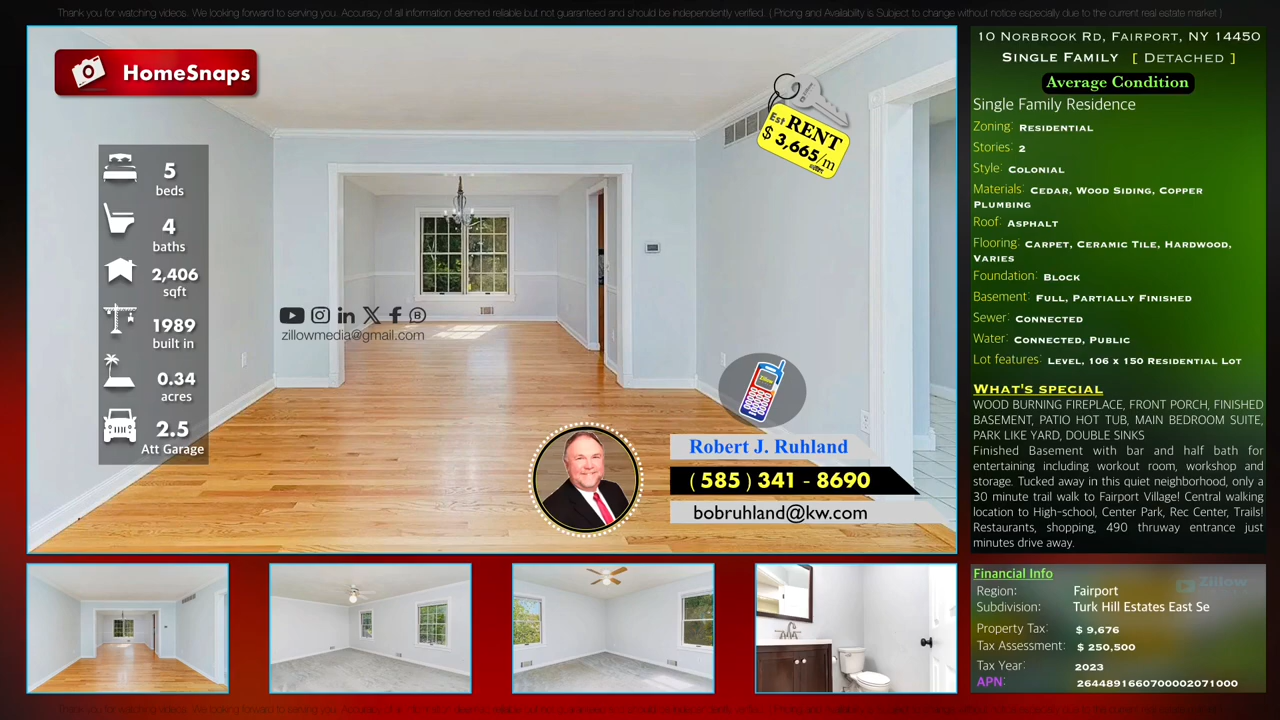 Thank you for watching videos. We looking forward to serving you. Accuracy of all information deemed reliable but not guaranteed and should be independently verified. ( Pricing and Availability is Subject to change without notice especially due to the current real estate market )
HomeSnaps
5
beds
4
baths
2,406
sqft
1989
built in
0.34
acres
2.5
Att Garage
Est RENT
$ 3,665/m
zillowmedia@gmail.com
Zillow
Robert J. Ruhland
( 585 ) 341 - 8690
bobruhland@kw.com
10 Norbrook Rd, Fairport, NY 14450
Single Family [ Detached ]
Average Condition
Single Family Residence
Zoning: Residential
Stories: 2
Style: Colonial
Materials: Cedar, Wood Siding, Copper
Plumbing
Roof: Asphalt
Flooring: Carpet, Ceramic Tile, Hardwood,
Varies
Foundation: Block
Basement: Full, Partially Finished
Sewer: Connected
Water: Connected, Public
Lot features: Level, 106 x 150 Residential Lot
What's special
WOOD BURNING FIREPLACE, FRONT PORCH, FINISHED
BASEMENT, PATIO HOT TUB, MAIN BEDROOM SUITE,
PARK LIKE YARD, DOUBLE SINKS
Finished Basement with bar and half bath for
entertaining including workout room, workshop and
storage. Tucked away in this quiet neighborhood, only a
30 minute trail walk to Fairport Village! Central walking
location to High-school, Center Park, Rec Center, Trails!
Restaurants, shopping, 490 thruway entrance just
minutes drive away.
Financial Info
Zillow
Region: Fairport
Subdivision: Turk Hill Estates East Se
Property Tax: $ 9,676
Tax Assessment: $ 250,500
Tax Year: 2023
APN: 2644891660700002071000